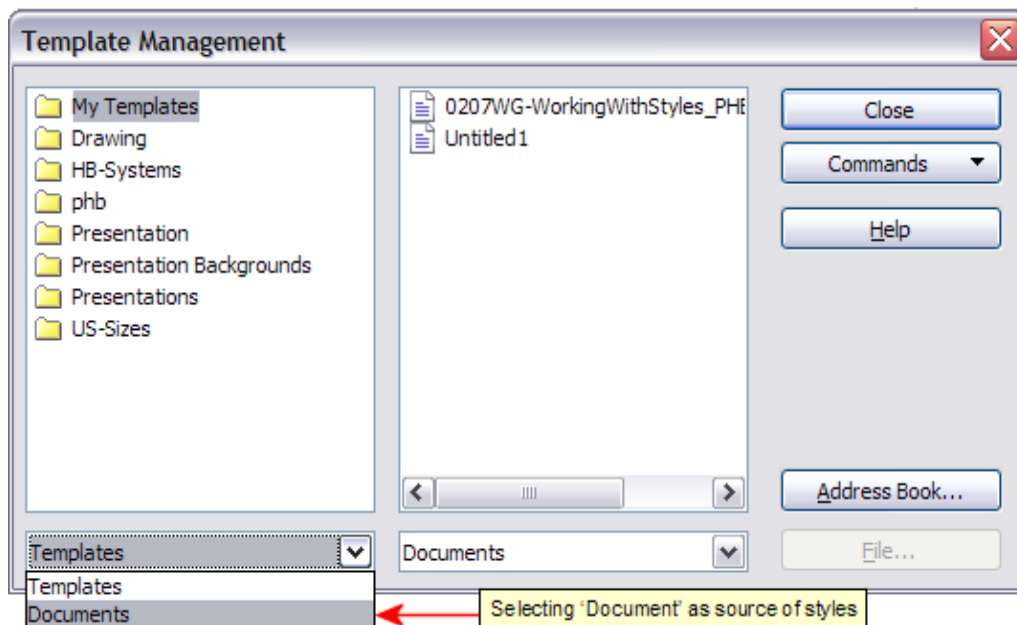 Template Management
My Templates
Drawing
HB-Systems
phb
Presentation
Presentation Backgrounds
Presentations
US-Sizes
0207WG-WorkingWithStyles_PHB
Untitled1
Close
Commands
Help
Address Book...
File...
Templates
Documents
Templates
Documents
Selecting ‘Document’ as source of styles